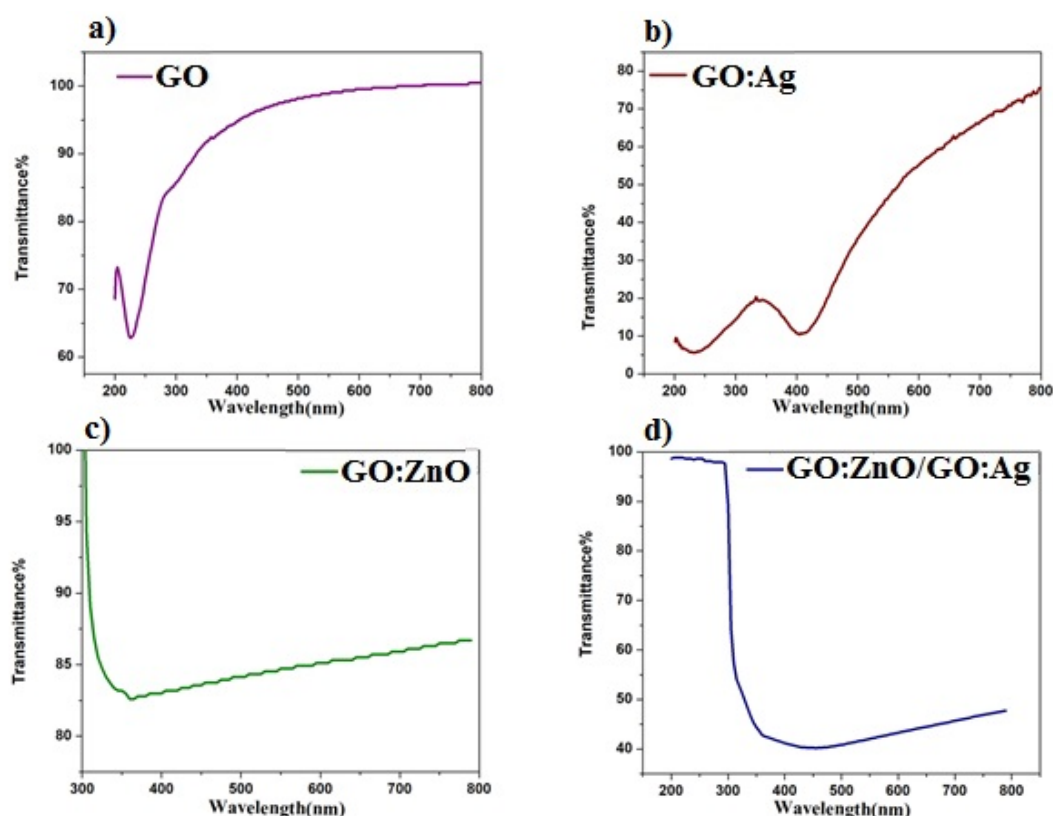 a)
GO
Transmittance%
100
90
80
70
60
200 300 400 500 600 700 800
Wavelength(nm)
b)
GO:Ag
Transmittance%
80
70
60
50
40
30
20
10
0
200 300 400 500 600 700 800
Wavelength(nm)
c)
GO:ZnO
Transmittance%
100
95
90
85
80
300 400 500 600 700 800
Wavelength(nm)
d)
GO:ZnO/GO:Ag
Transmittance%
100
90
80
70
60
50
40
200 300 400 500 600 700 800
Wavelength(nm)